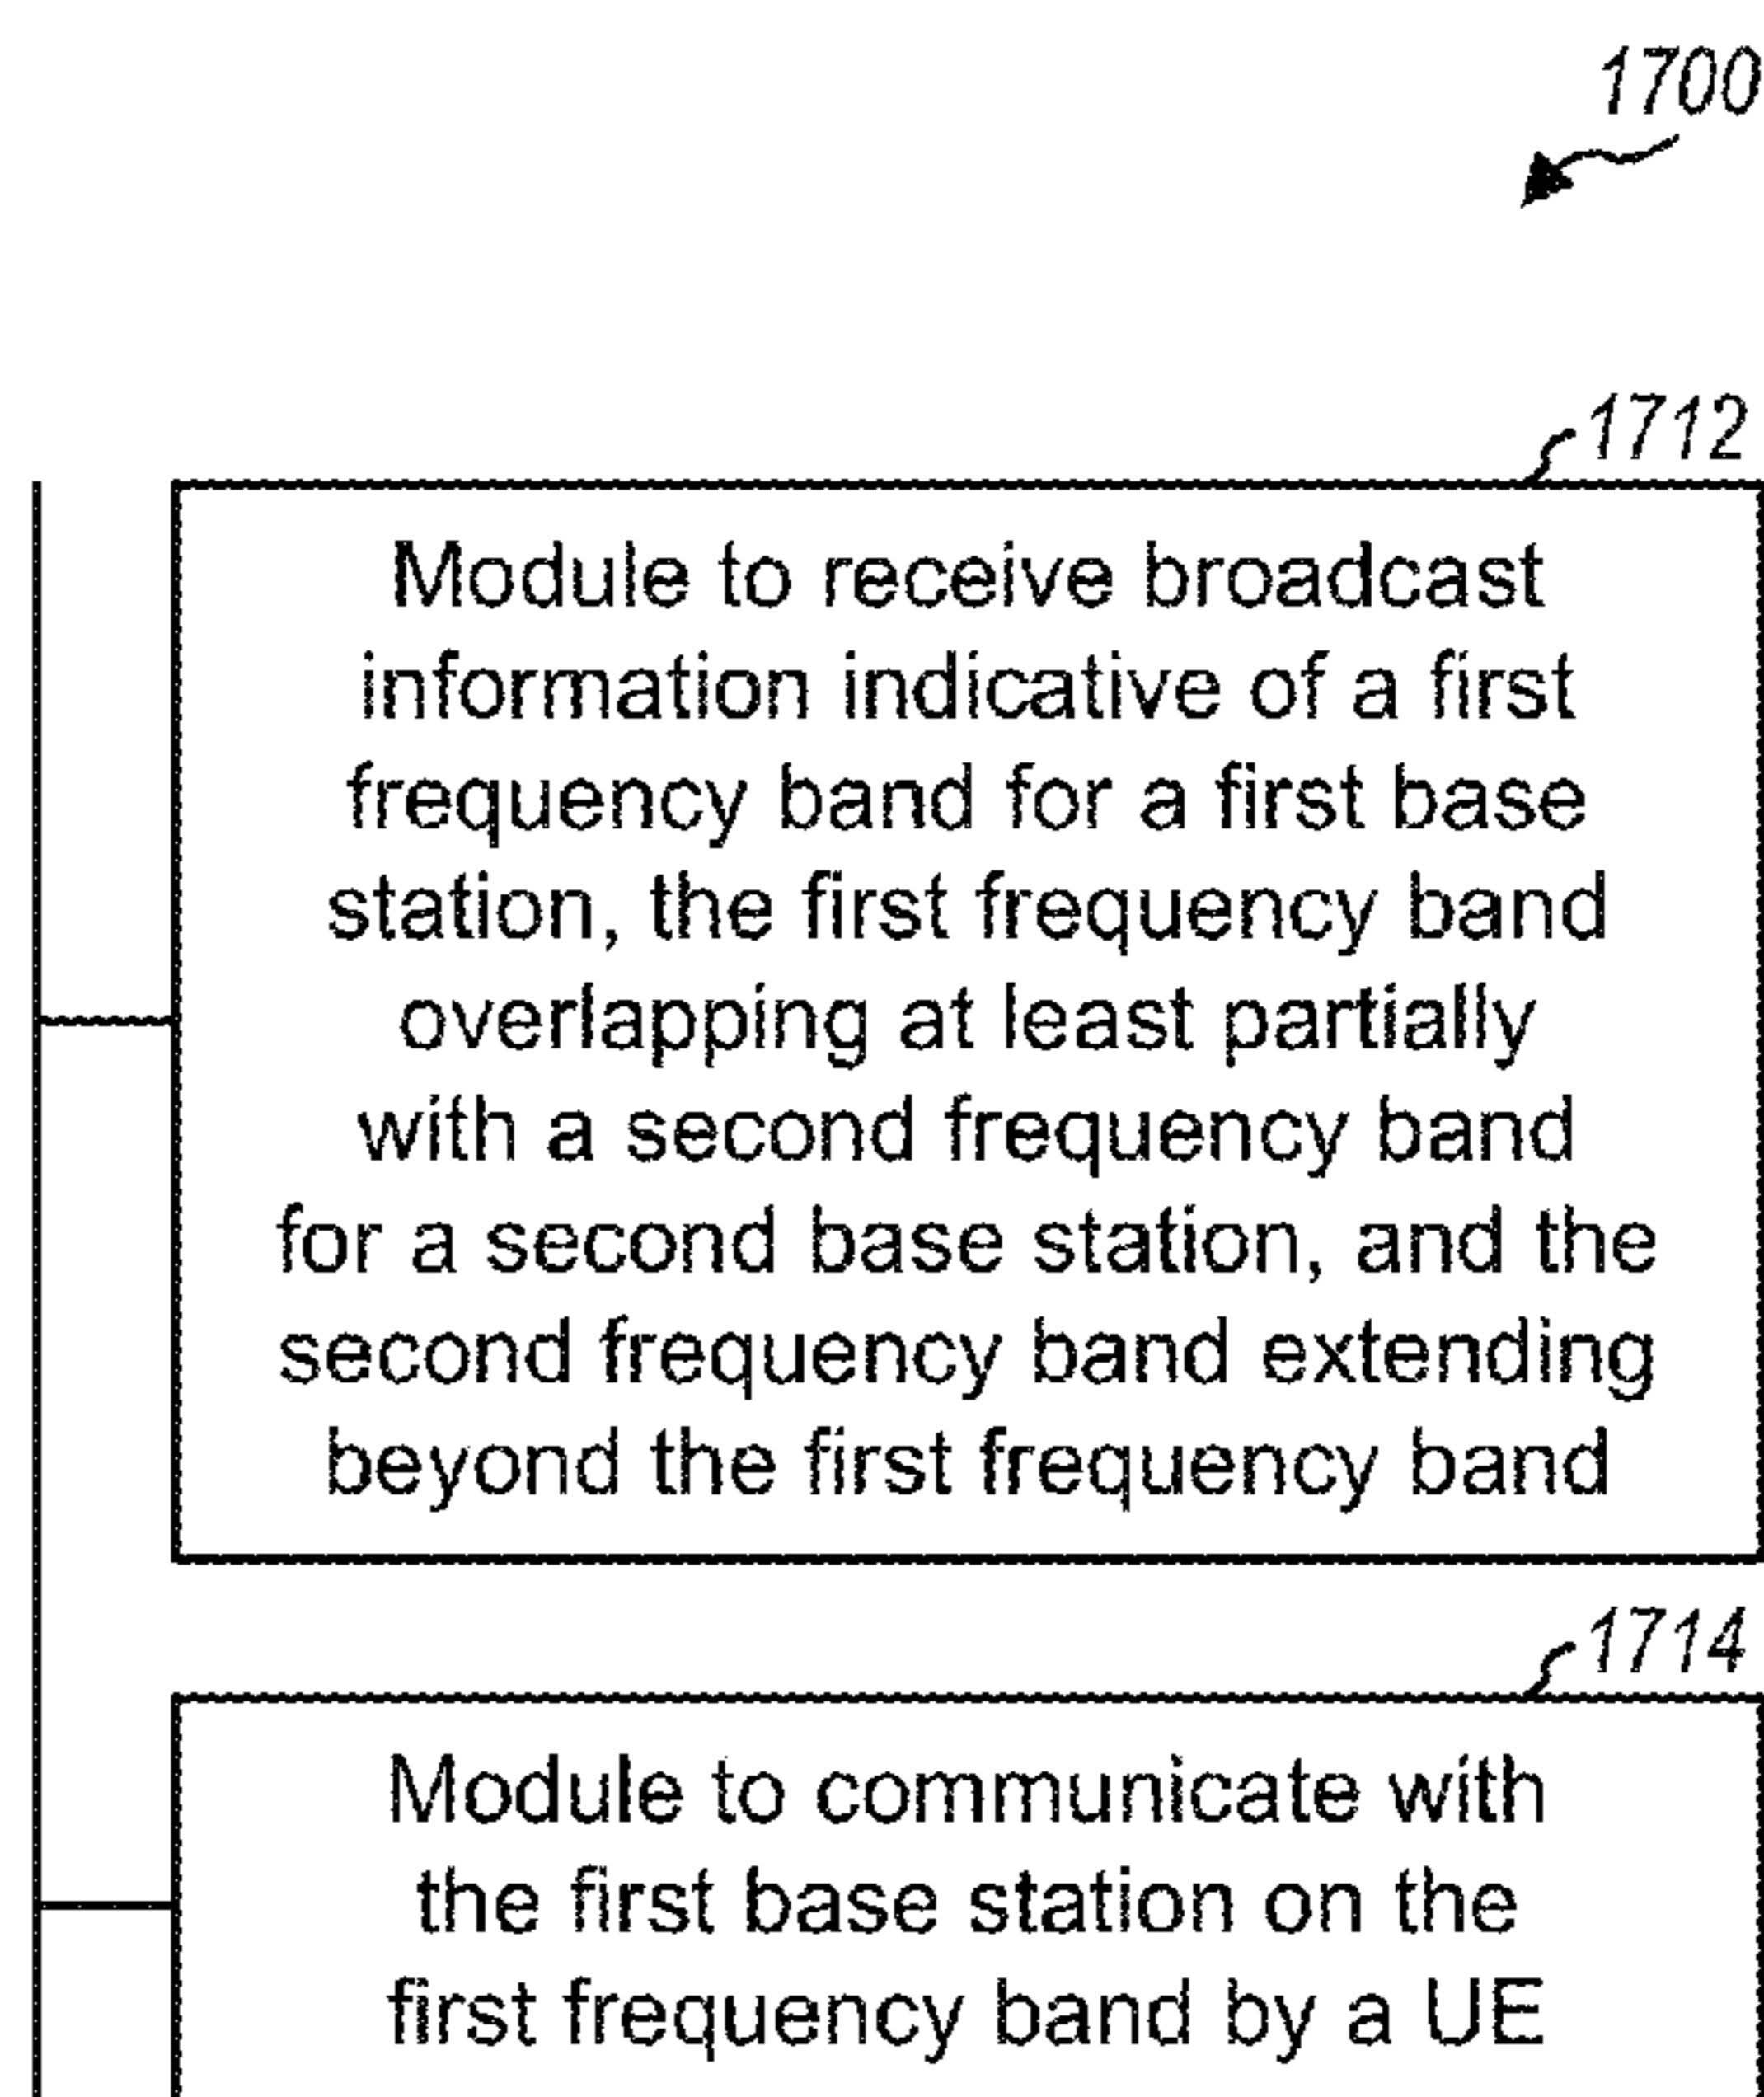 1700
1712
Module to receive broadcast
information indicative of a first
frequency band for a first base
station, the first frequency band
overlapping at least partially
with a second frequency band
for a second base station, and the
second frequency band extending
beyond the first frequency band
1714
Module to communicate with
the first base station on the
first frequency band by a UE